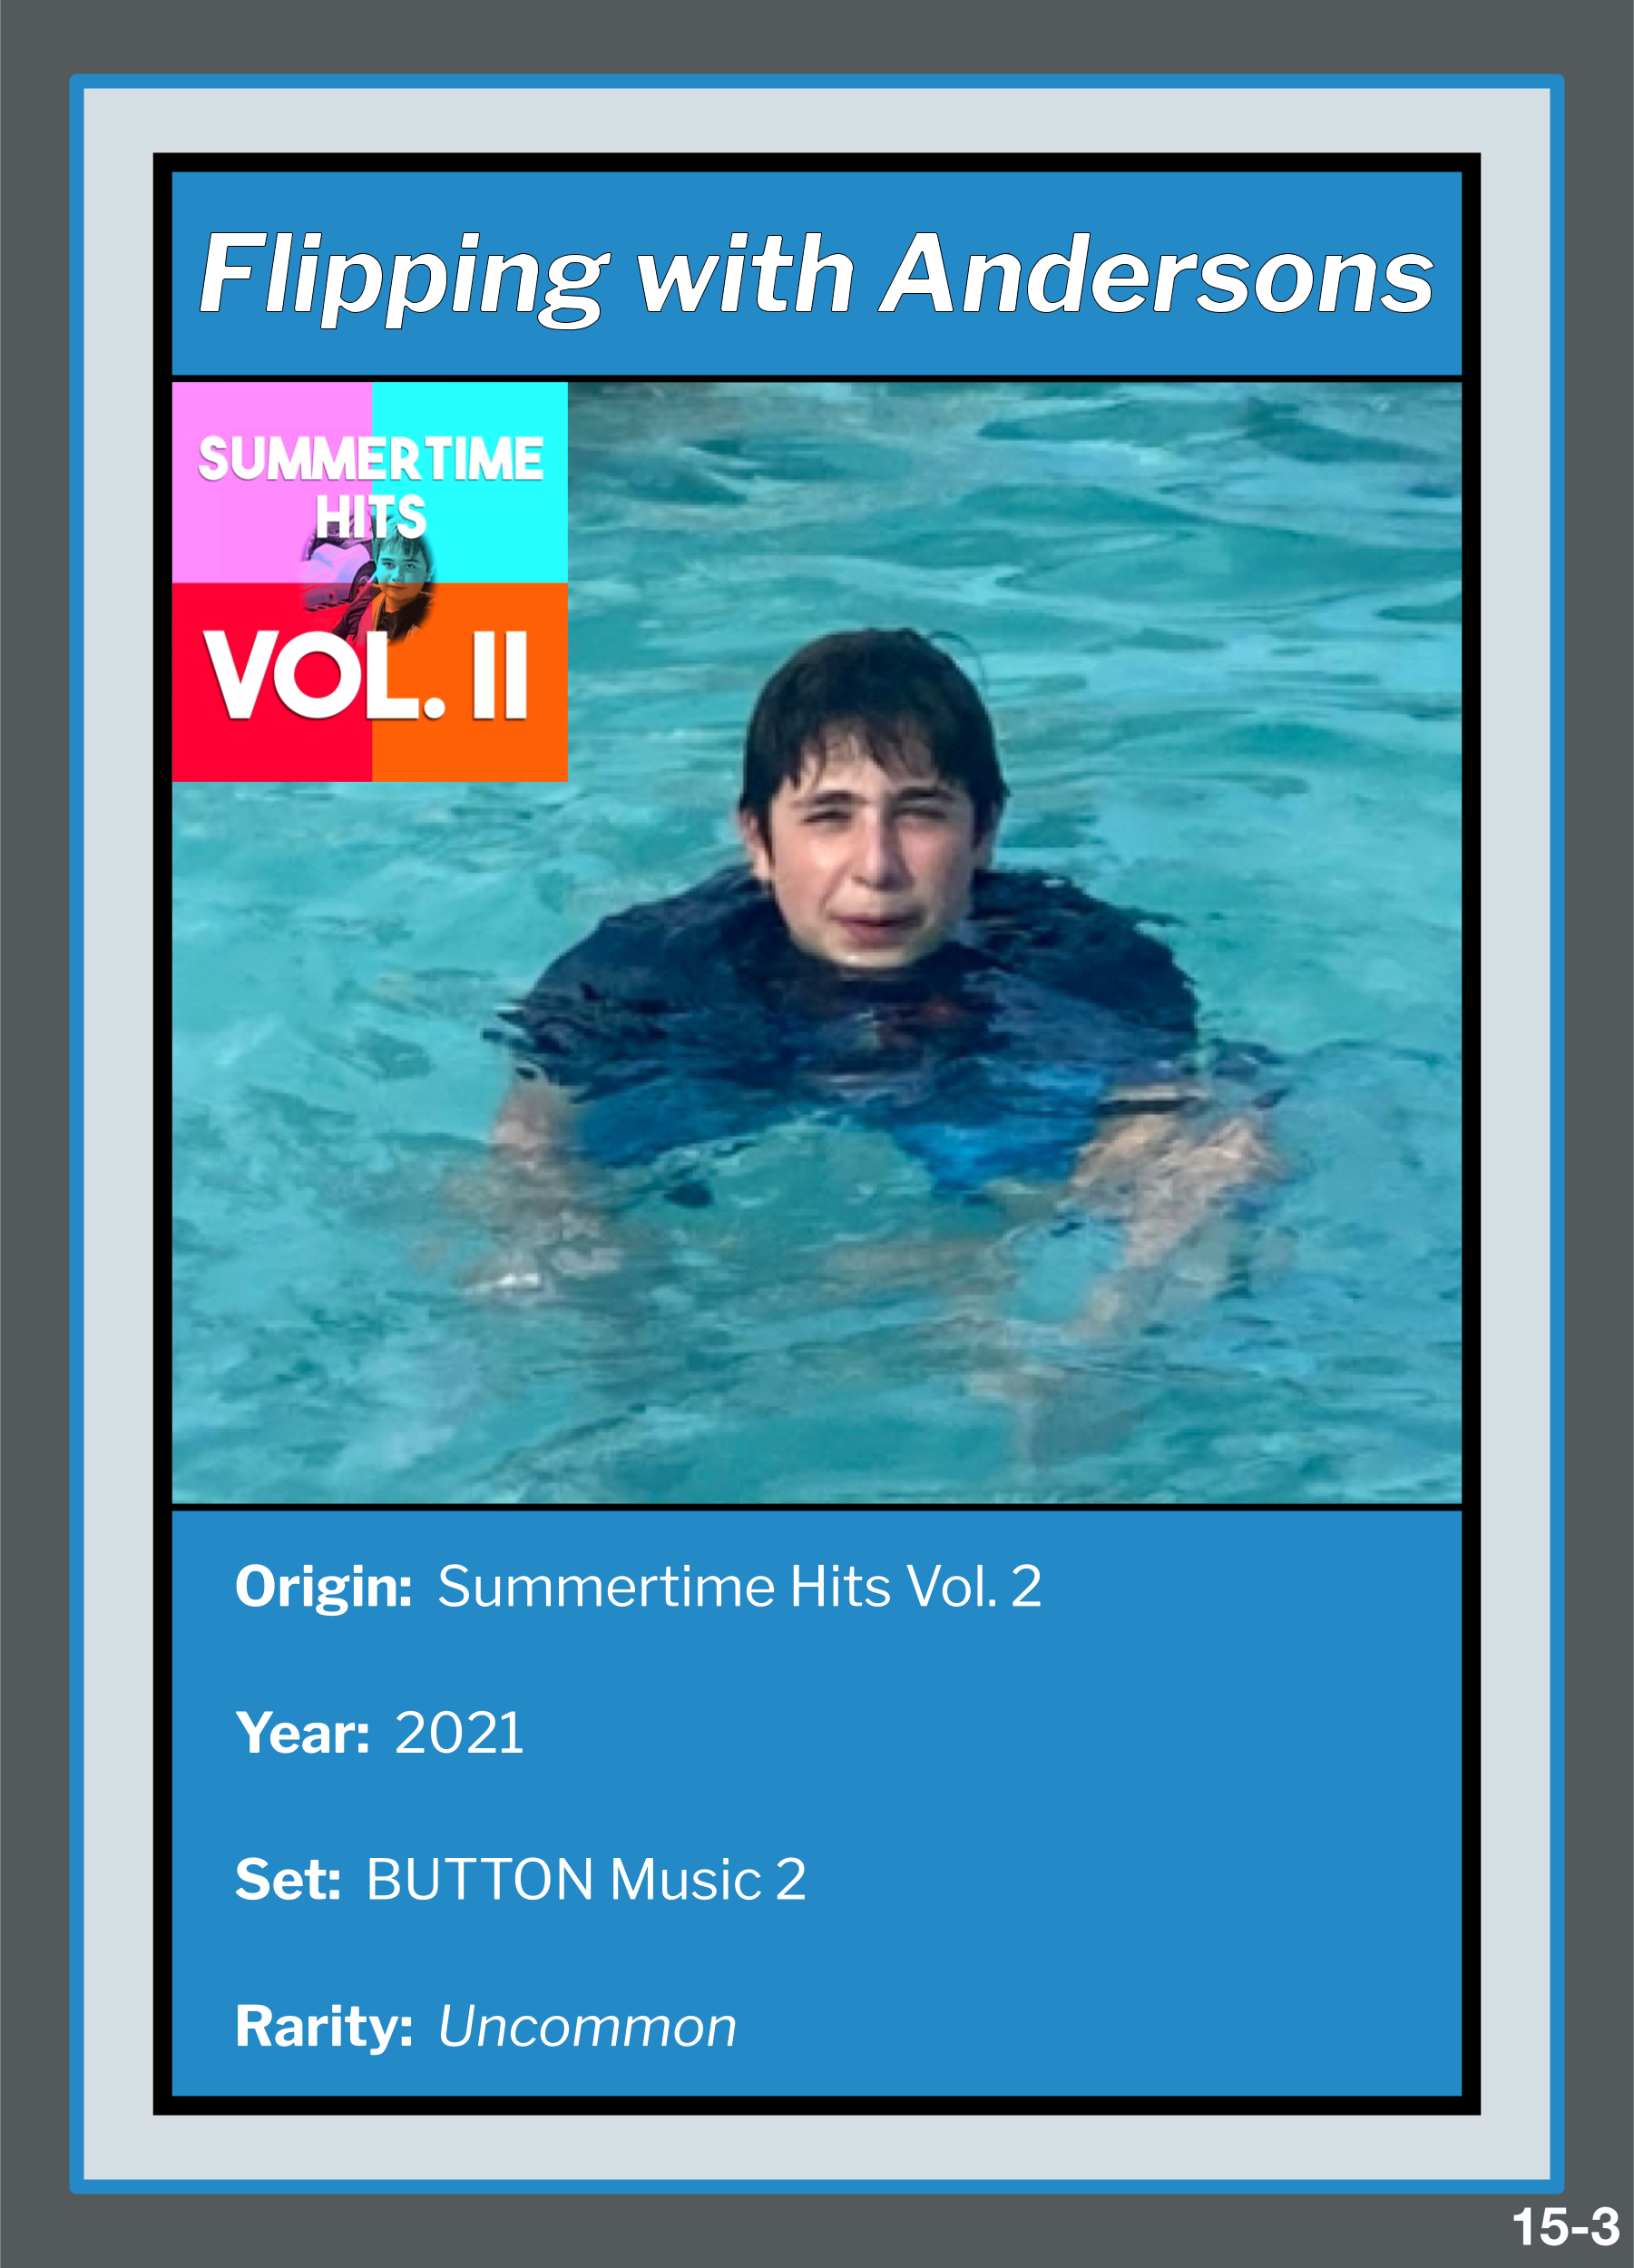 Flipping with Andersons
SUMMERTIME
HITS
VOL. II
Origin: Summertime Hits Vol. 2
Year: 2021
Set: BUTTON Music 2
Rarity: Uncommon
15-3